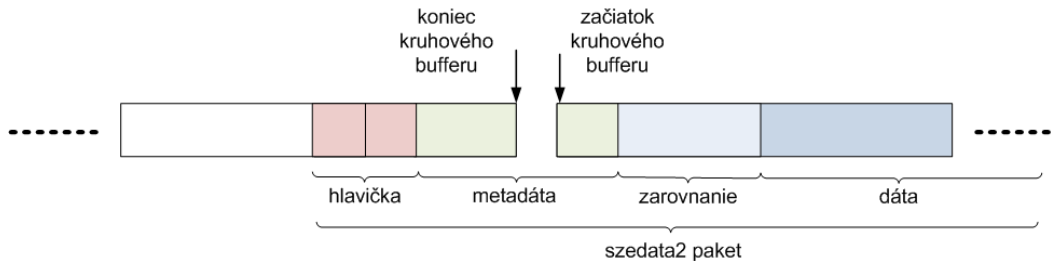 koniec
kruhového
bufferu
začiatok
kruhového
bufferu
hlavička
metadáta
zarovnanie
dáta
szedata2 paket